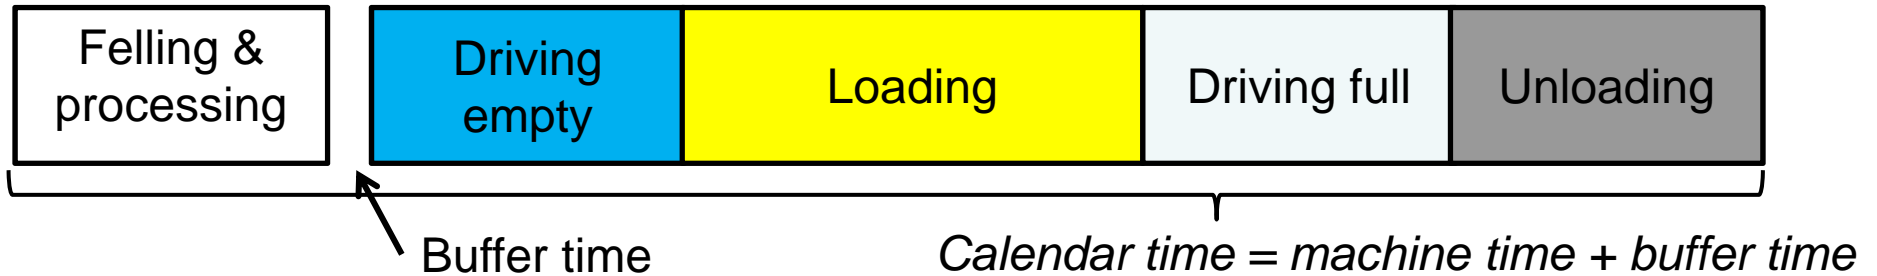 Felling &
processing
Driving
empty
Loading
Driving full
Unloading
Buffer time
Calendar time = machine time + buffer time